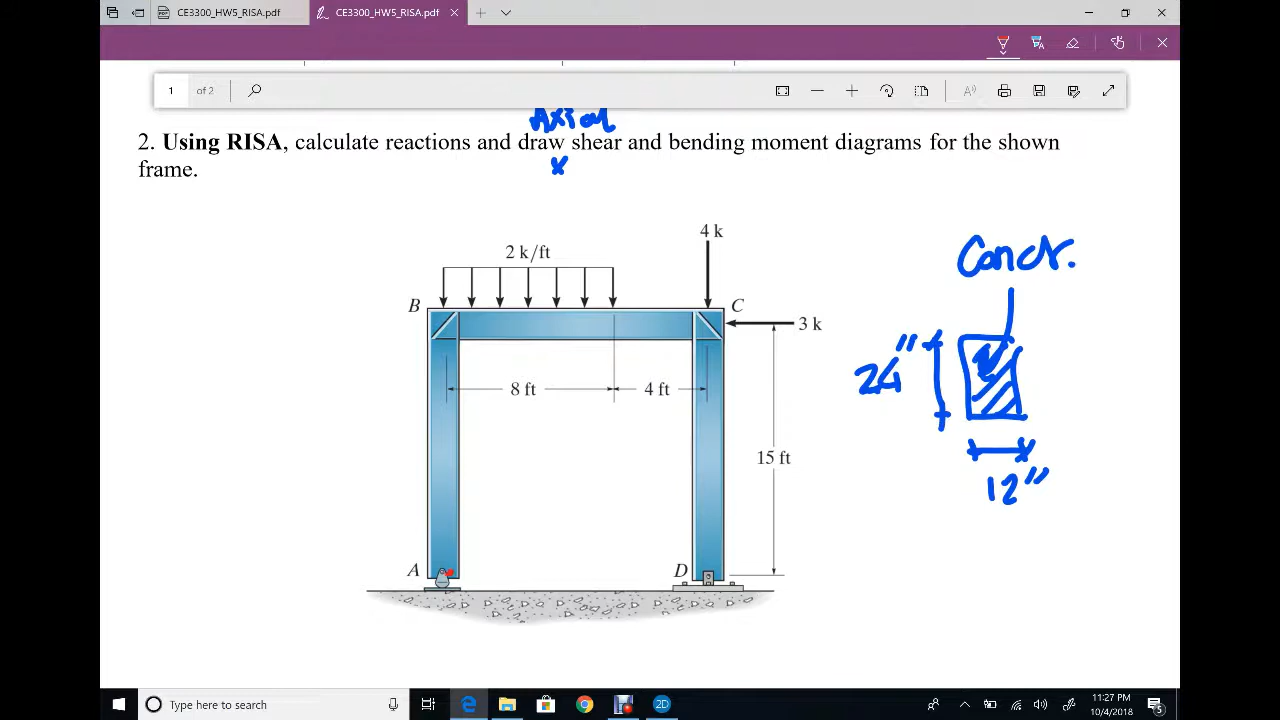 CE3300_HW5_RISA.pdf
CE3300_HW5_RISA.pdf
1 of 2
Axial
2. Using RISA, calculate reactions and draw shear and bending moment diagrams for the shown
frame.
4 k
2 k/ft
B
C
3 k
8 ft
4 ft
15 ft
A
D
Concr.
24"
12"
Type here to search
2D
11:27 PM
10/4/2018
5